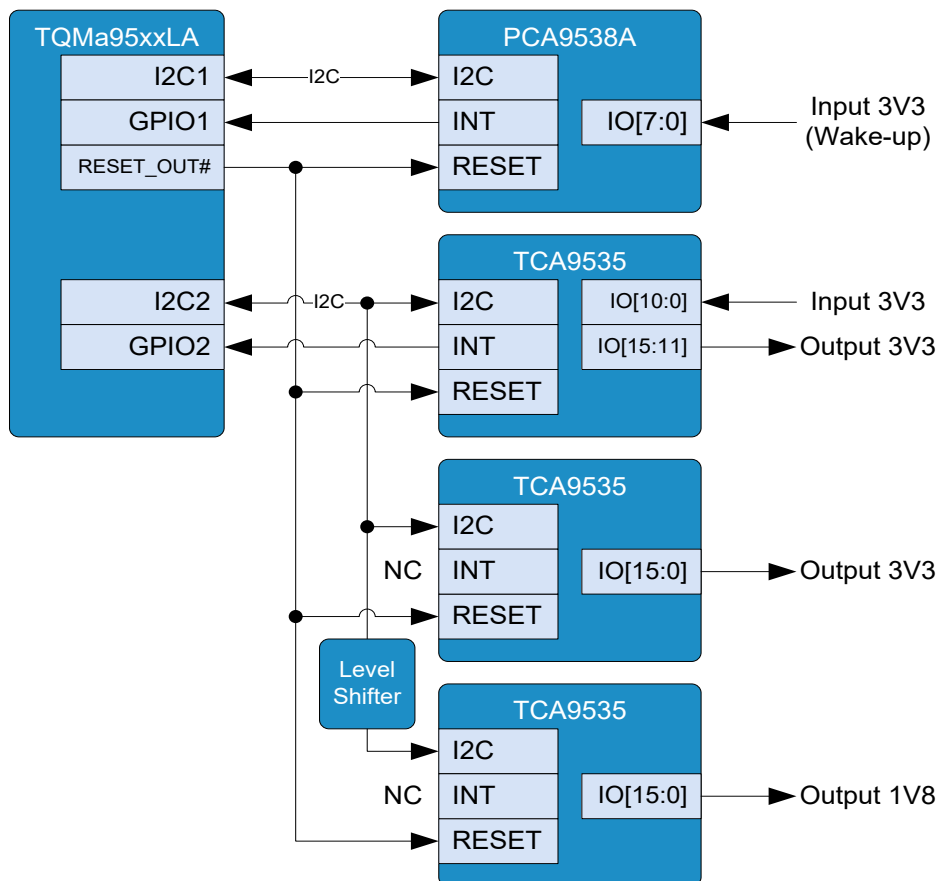 TQMa95xxLA
I2C1
GPIO1
RESET_OUT#
I2C2
GPIO2
I2C
I2C
PCA9538A
I2C
INT
RESET
IO[7:0]
Input 3V3
(Wake-up)
TCA9535
I2C
INT
RESET
IO[10:0]
IO[15:11]
Input 3V3
Output 3V3
TCA9535
I2C
NC
INT
RESET
IO[15:0]
Output 3V3
Level
Shifter
TCA9535
I2C
NC
INT
RESET
IO[15:0]
Output 1V8